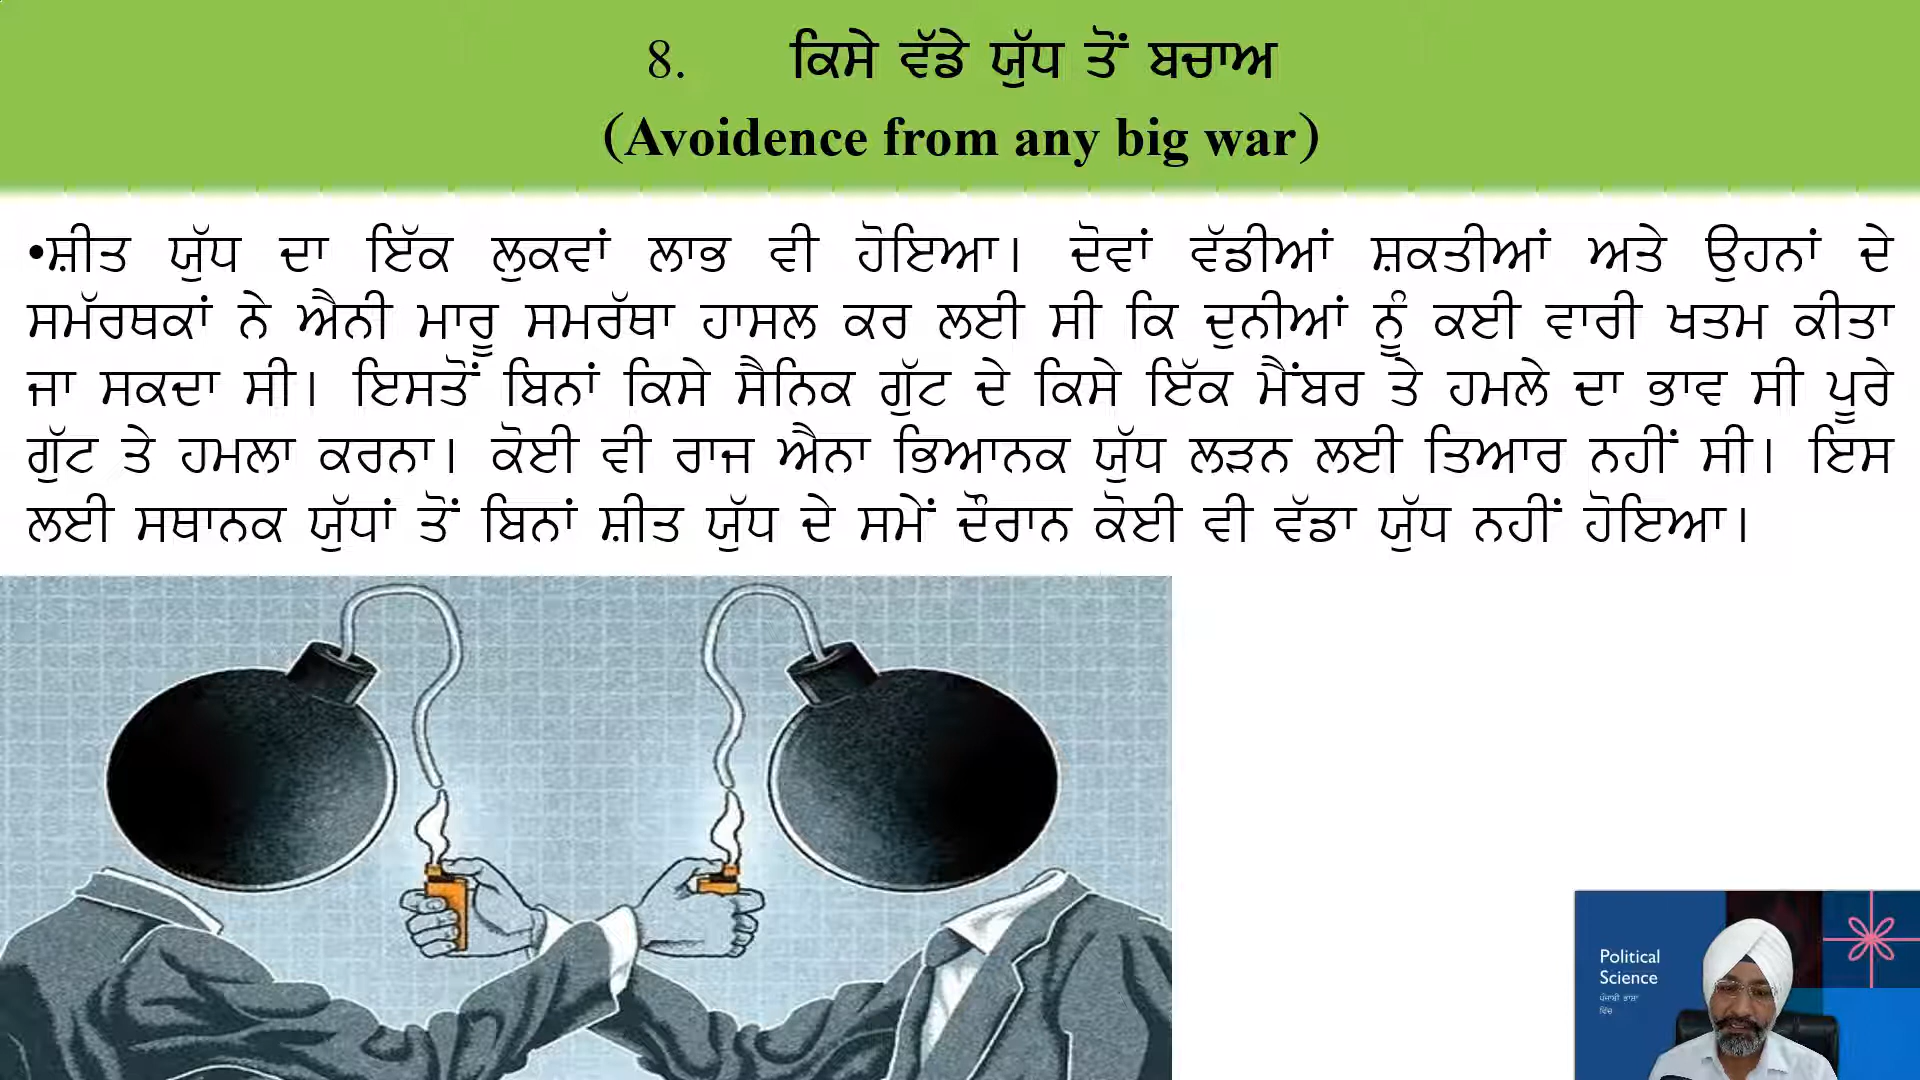 8. ਕਿਸੇ ਵੱਡੇ ਯੁੱਧ ਤੋਂ ਬਚਾਅ
(Avoidence from any big war)
•ਸ਼ੀਤ ਯੁੱਧ ਦਾ ਇੱਕ ਲੁਕਵਾਂ ਲਾਭ ਵੀ ਹੋਇਆ। ਦੋਵਾਂ ਵੱਡੀਆਂ ਸ਼ਕਤੀਆਂ ਅਤੇ ਉਹਨਾਂ ਦੇ
ਸਮੱਰਥਕਾਂ ਨੇ ਐਨੀ ਮਾਰੂ ਸਮਰੱਥਾ ਹਾਸਲ ਕਰ ਲਈ ਸੀ ਕਿ ਦੁਨੀਆਂ ਨੂੰ ਕਈ ਵਾਰੀ ਖਤਮ ਕੀਤਾ
ਜਾ ਸਕਦਾ ਸੀ। ਇਸਤੋਂ ਬਿਨਾਂ ਕਿਸੇ ਸੈਨਿਕ ਗੁੱਟ ਦੇ ਕਿਸੇ ਇੱਕ ਮੈਂਬਰ ਤੇ ਹਮਲੇ ਦਾ ਭਾਵ ਸੀ ਪੂਰੇ
ਗੁੱਟ ਤੇ ਹਮਲਾ ਕਰਨਾ। ਕੋਈ ਵੀ ਰਾਜ ਐਨਾ ਭਿਆਨਕ ਯੁੱਧ ਲੜਨ ਲਈ ਤਿਆਰ ਨਹੀਂ ਸੀ। ਇਸ
ਲਈ ਸਥਾਨਕ ਯੁੱਧਾਂ ਤੋਂ ਬਿਨਾਂ ਸ਼ੀਤ ਯੁੱਧ ਦੇ ਸਮੇਂ ਦੌਰਾਨ ਕੋਈ ਵੀ ਵੱਡਾ ਯੁੱਧ ਨਹੀਂ ਹੋਇਆ।
Political
Science
ਪੰਜਾਬੀ ਭਾਸ਼ਾ
ਵਿੱਚ